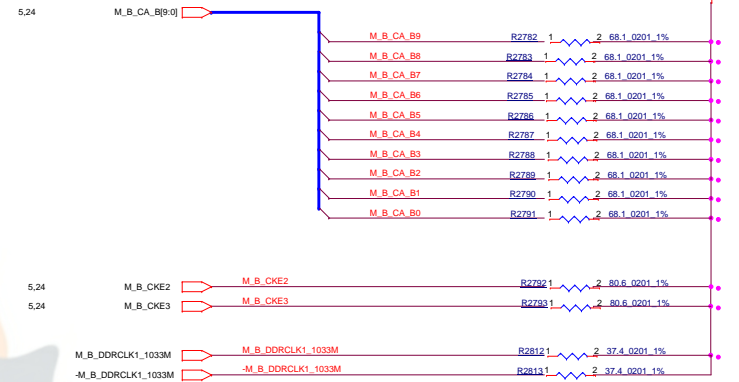 5,24 M_B_CA_B[9:0]
M_B_CA_B9 R2782 1 2 68.1_0201_1%
M_B_CA_B8 R2783 1 2 68.1_0201_1%
M_B_CA_B7 R2784 1 2 68.1_0201_1%
M_B_CA_B6 R2785 1 2 68.1_0201_1%
M_B_CA_B5 R2786 1 2 68.1_0201_1%
M_B_CA_B4 R2787 1 2 68.1_0201_1%
M_B_CA_B3 R2788 1 2 68.1_0201_1%
M_B_CA_B2 R2789 1 2 68.1_0201_1%
M_B_CA_B1 R2790 1 2 68.1_0201_1%
M_B_CA_B0 R2791 1 2 68.1_0201_1%
5,24 M_B_CKE2 M_B_CKE2 R2792 1 2 80.6_0201_1%
5,24 M_B_CKE3 M_B_CKE3 R2793 1 2 80.6_0201_1%
M_B_DDRCLK1_1033M M_B_DDRCLK1_1033M R2812 1 2 37.4_0201_1%
-M_B_DDRCLK1_1033M -M_B_DDRCLK1_1033M R2813 1 2 37.4_0201_1%